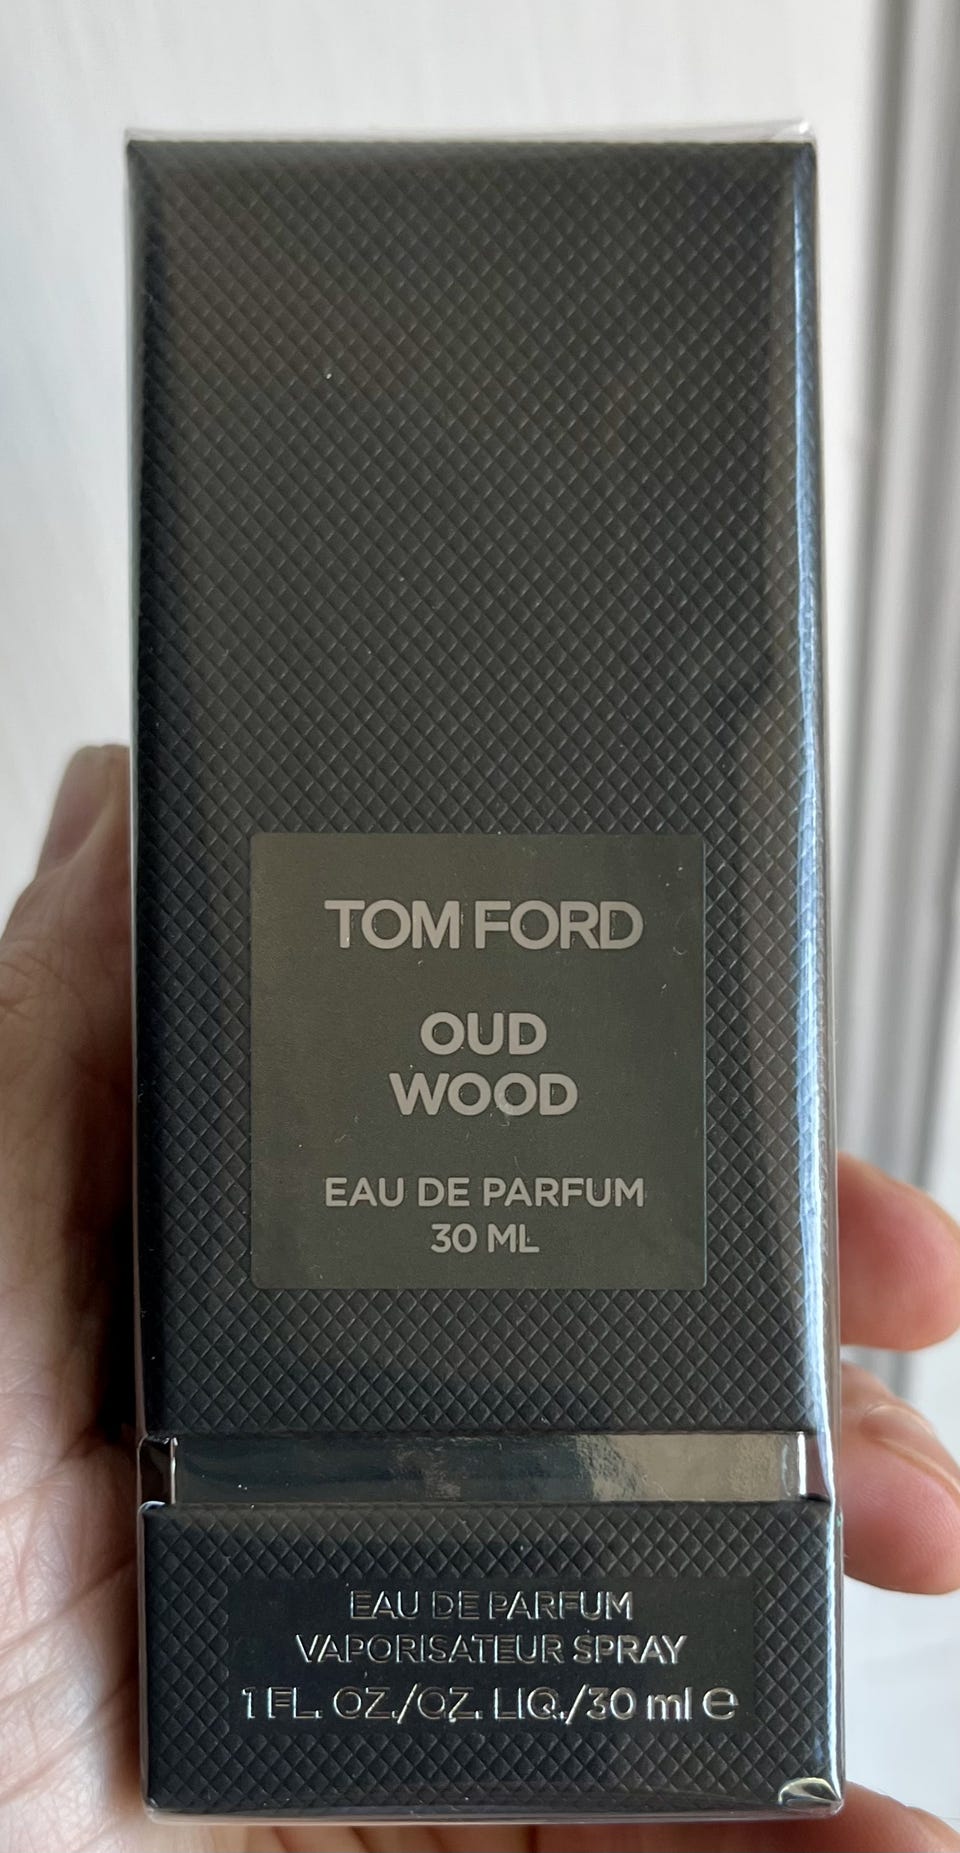 TOM FORD
OUD
WOOD
EAU DE PARFUM
30 ML
EAU DE PARFUM
VAPORISATEUR SPRAY
1 FL. OZ./OZ. LIQ./30 ml ℮